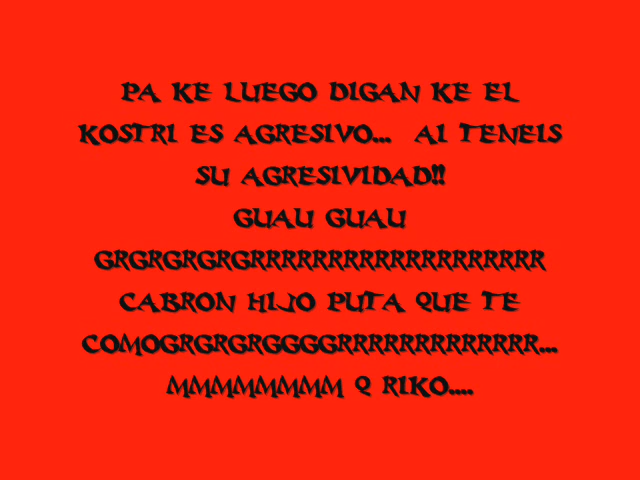 PA KE LUEGO DIGAN KE EL
KOSTRI ES AGRESIVO... AI TENEIS
SU AGRESIVIDAD!!
GUAU GUAU
GRGRGRGRGRRRRRRRRRRRRRRRRRRR
CABRON HIJO PUTA QUE TE
COMOGRGRGRGGGGRRRRRRRRRRRRR...
MMMMMMMM Q RIKO....